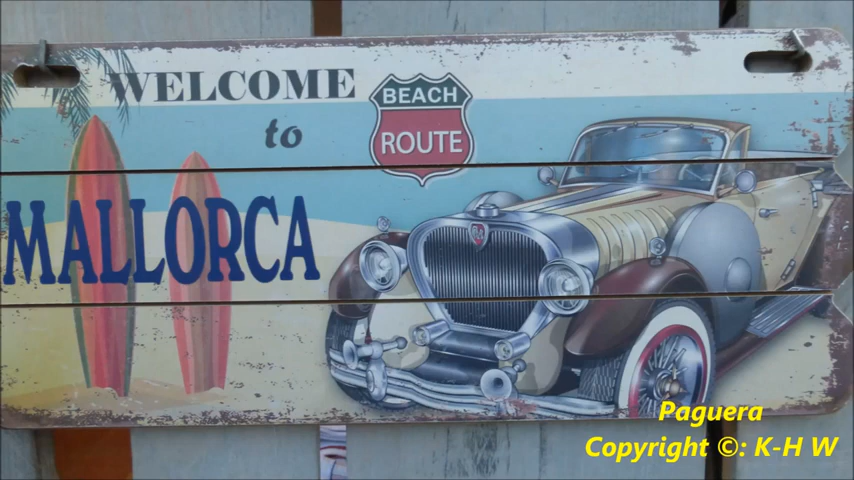 WELCOME
to
BEACH
ROUTE
MALLORCA
Paguera
Copyright ©: K-H W